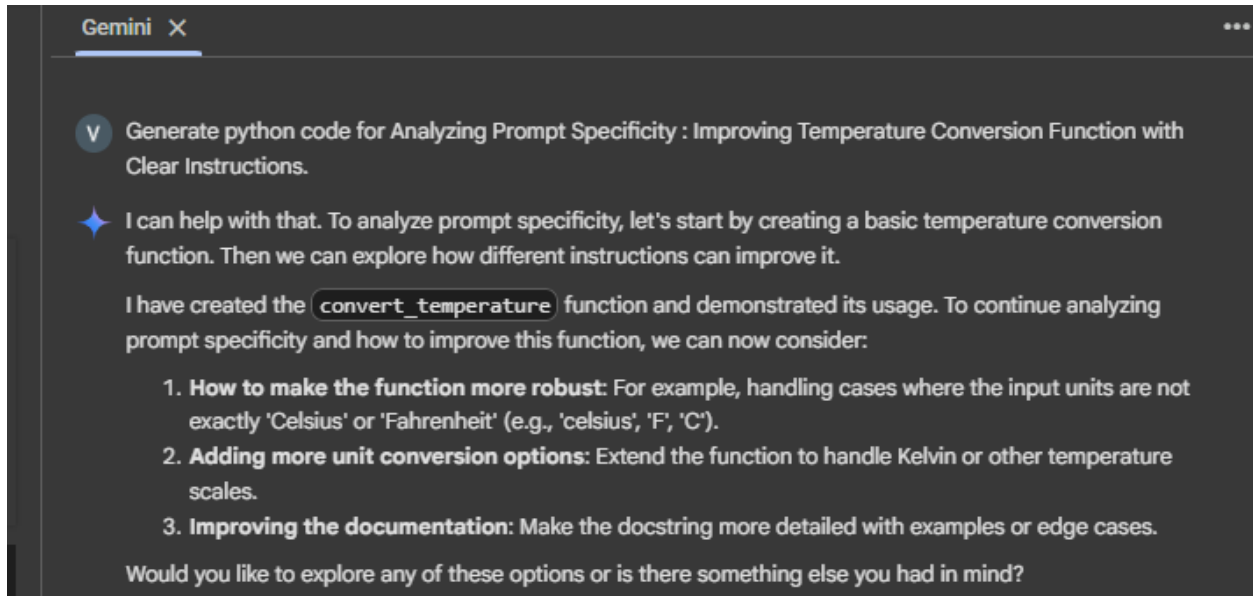 Gemini
V
Generate python code for Analyzing Prompt Specificity : Improving Temperature Conversion Function with
Clear Instructions.
I can help with that. To analyze prompt specificity, let's start by creating a basic temperature conversion
function. Then we can explore how different instructions can improve it.
I have created the convert_temperature function and demonstrated its usage. To continue analyzing
prompt specificity and how to improve this function, we can now consider:
1. How to make the function more robust: For example, handling cases where the input units are not
exactly 'Celsius' or 'Fahrenheit' (e.g., 'celsius', 'F', 'C').
2. Adding more unit conversion options: Extend the function to handle Kelvin or other temperature
scales.
3. Improving the documentation: Make the docstring more detailed with examples or edge cases.
Would you like to explore any of these options or is there something else you had in mind?